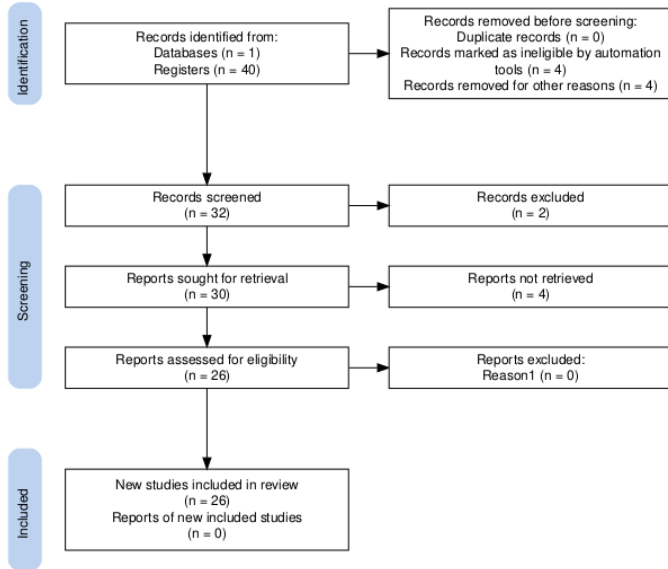 Identification
Records identified from:
Databases (n = 1)
Registers (n = 40)
Records removed before screening:
Duplicate records (n = 0)
Records marked as ineligible by automation
tools (n = 4)
Records removed for other reasons (n = 4)
Screening
Records screened
(n = 32)
Records excluded
(n = 2)
Reports sought for retrieval
(n = 30)
Reports not retrieved
(n = 4)
Reports assessed for eligibility
(n = 26)
Reports excluded:
Reason1 (n = 0)
Included
New studies included in review
(n = 26)
Reports of new included studies
(n = 0)